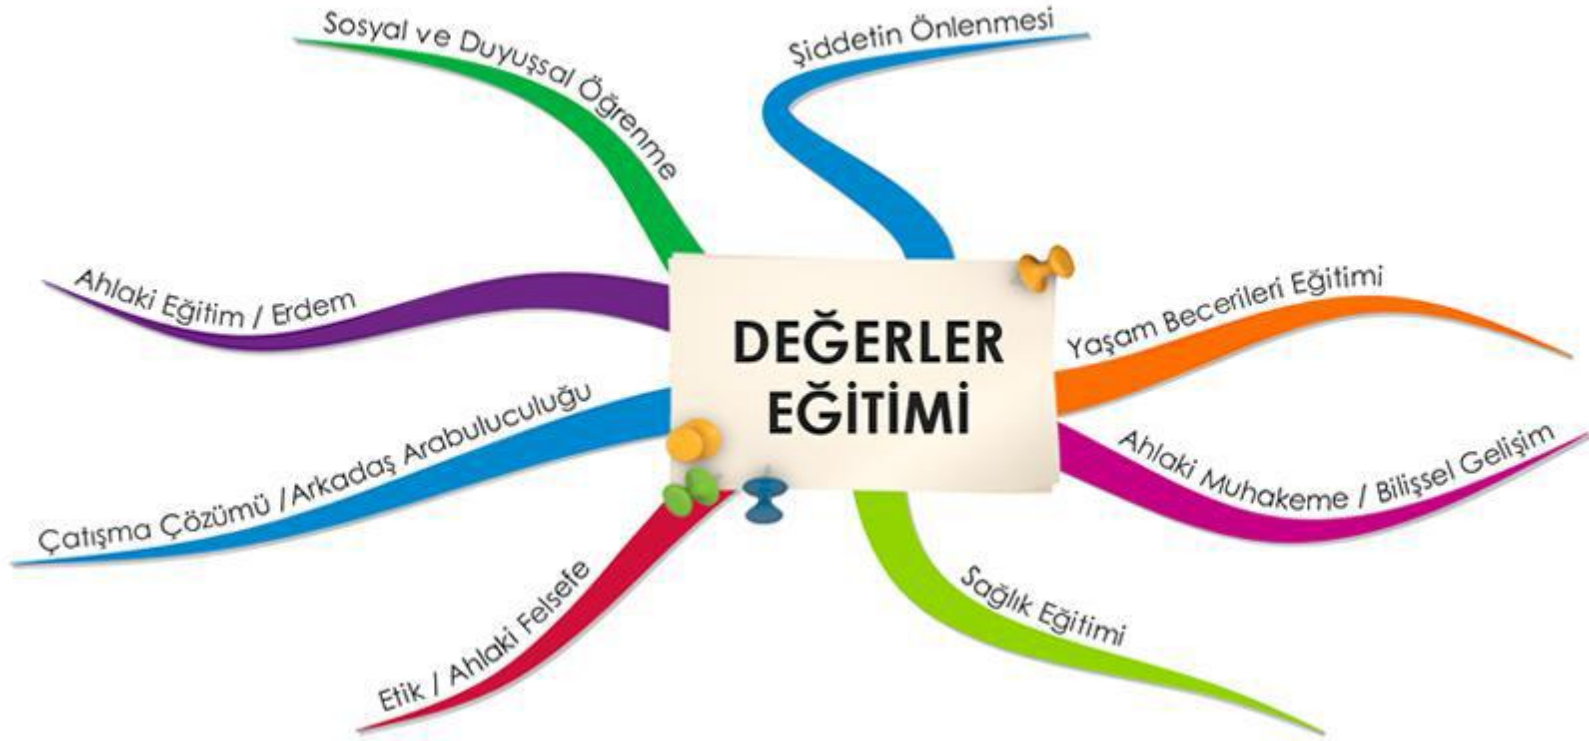 Sosyal ve Duyuşsal Öğrenme
Şiddetin Önlenmesi
Ahlaki Eğitim / Erdem
DEĞERLER
EĞİTİMİ
Yaşam Becerileri Eğitimi
Çatışma Çözümü /Arkadaş Arabuluculuğu
Ahlaki Muhakeme / Bilişsel Gelişim
Etik / Ahlaki Felsefe
Sağlık Eğitimi